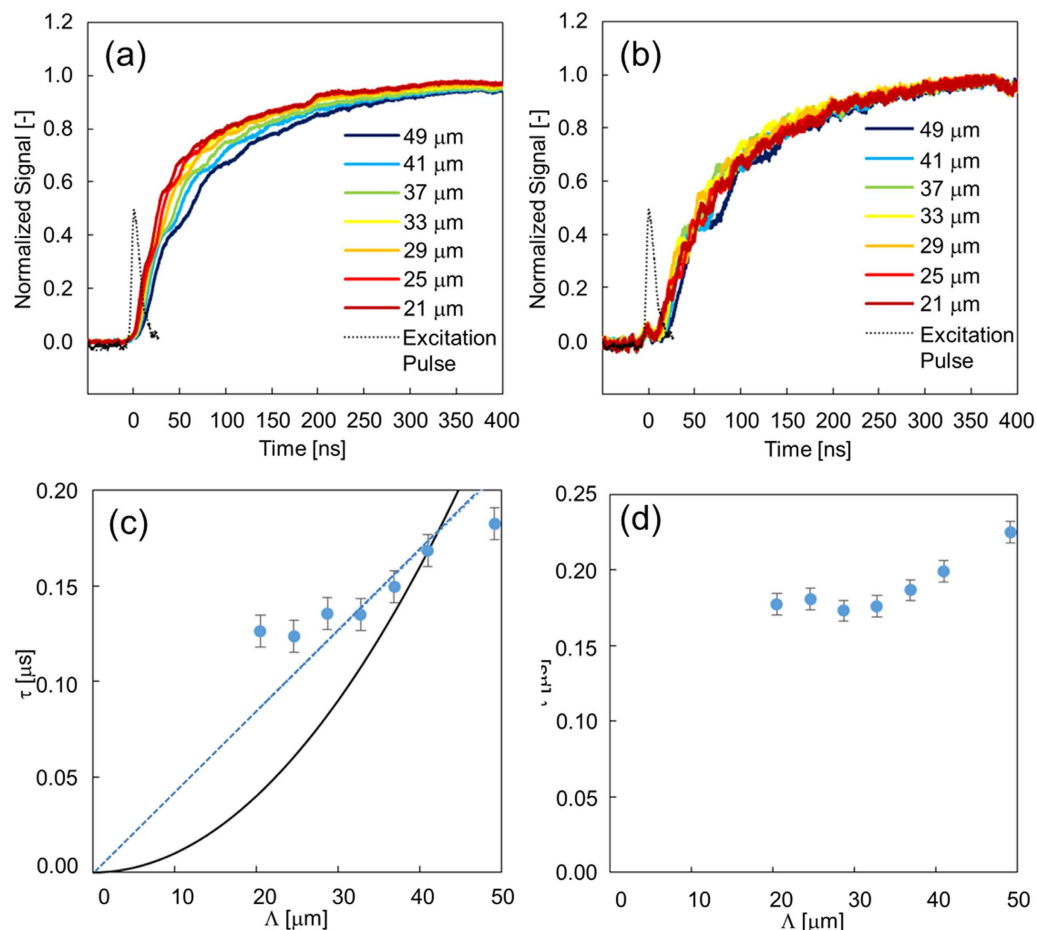 (a)
Normalized Signal [-]
1.2
1.0
0.8
0.6
0.4
0.2
0.0
49 μm
41 μm
37 μm
33 μm
29 μm
25 μm
21 μm
Excitation
Pulse
0 50 100 150 200 250 300 350 400
Time [ns]
(b)
Normalized Signal [-]
1.2
1.0
0.8
0.6
0.4
0.2
0.0
49 μm
41 μm
37 μm
33 μm
29 μm
25 μm
21 μm
Excitation
Pulse
0 50 100 150 200 250 300 350 400
Time [ns]
(c)
τ [μs]
0.20
0.15
0.10
0.05
0.00
0 10 20 30 40 50
Λ [μm]
(d)
[μs]
0.25
0.20
0.15
0.10
0.05
0.00
0 10 20 30 40 50
Λ [μm]